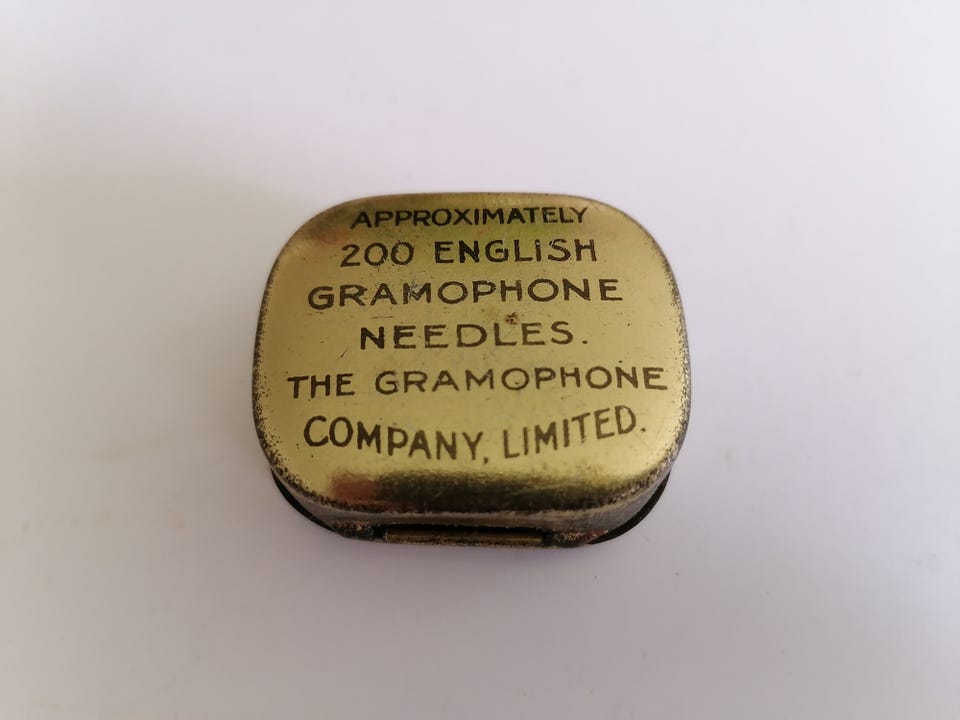 APPROXIMATELY
200 ENGLISH
GRAMOPHONE
NEEDLES.
THE GRAMOPHONE
COMPANY, LIMITED.